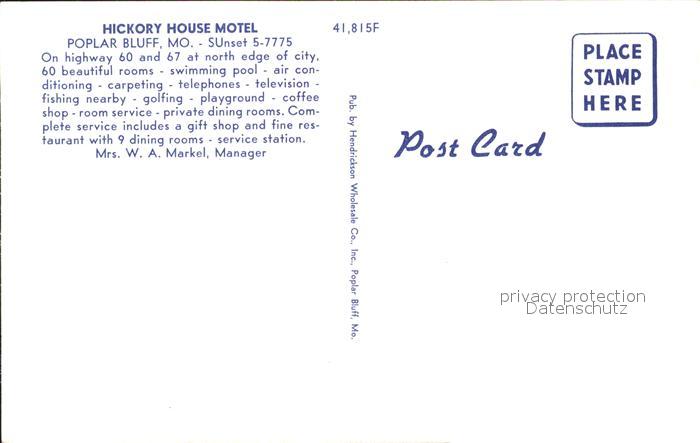 HICKORY HOUSE MOTEL
POPLAR BLUFF, MO. - SUnset 5-7775
On highway 60 and 67 at north edge of city,
60 beautiful rooms - swimming pool - air con-
ditioning - carpeting - telephones - television -
fishing nearby - golfing - playground - coffee
shop - room service - private dining rooms. Com-
plete service includes a gift shop and fine res-
taurant with 9 dining rooms - service station.
Mrs. W. A. Markel, Manager
41,815F
Pub. by Hendrickson Wholesale Co., Inc., Poplar Bluff, Mo.
Post Card
PLACE
STAMP
HERE
privacy protection
Datenschutz